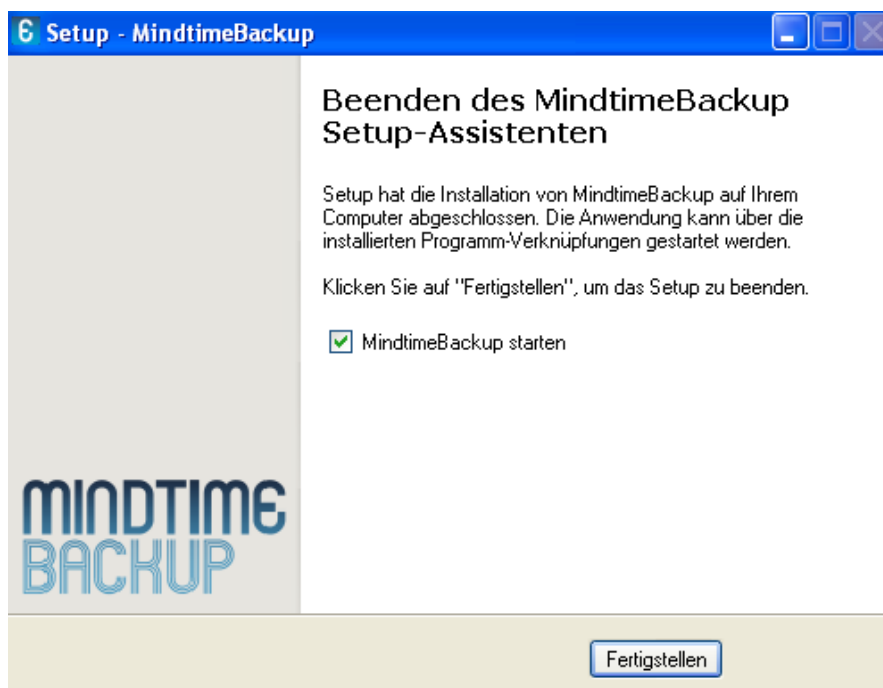 Setup - MindtimeBackup
Beenden des MindtimeBackup
Setup-Assistenten
Setup hat die Installation von MindtimeBackup auf Ihrem
Computer abgeschlossen. Die Anwendung kann über die
installierten Programm-Verknüpfungen gestartet werden.
Klicken Sie auf "Fertigstellen", um das Setup zu beenden.
MindtimeBackup starten
MINDTIME
BACKUP
Fertigstellen